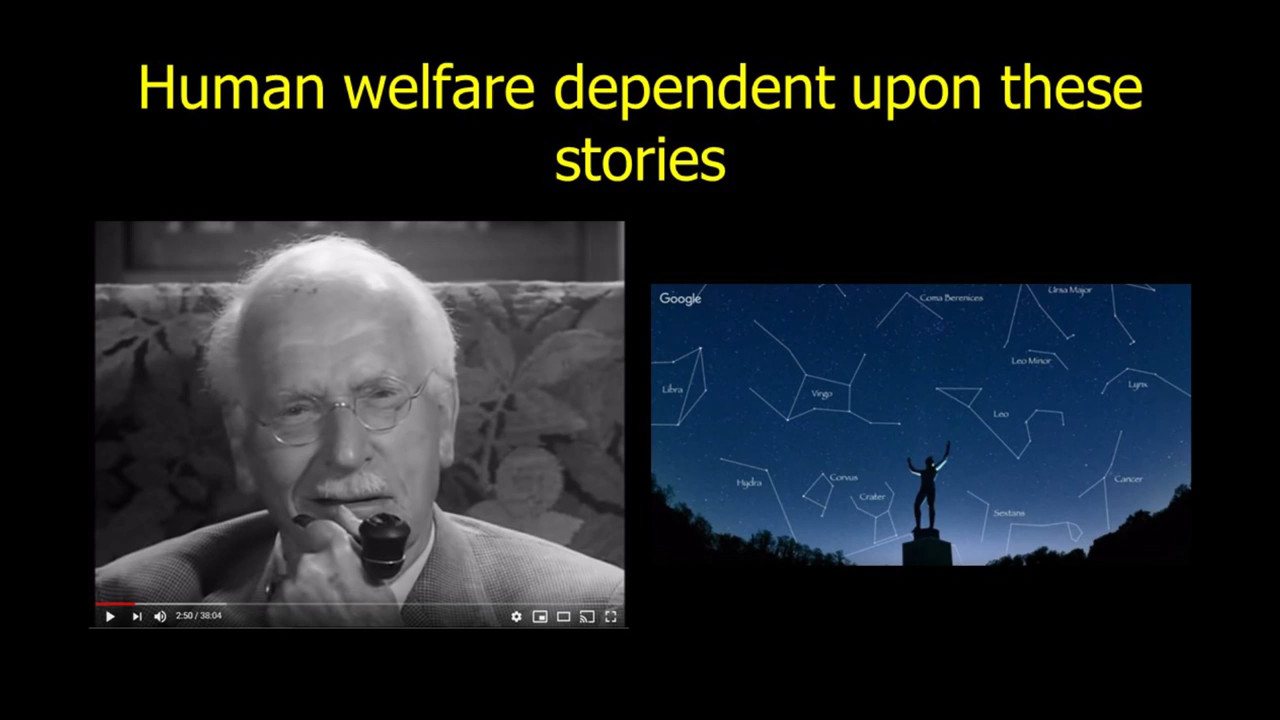 Human welfare dependent upon these
stories
Google
Coma Berenices
Ursa Major
Leo Minor
Libra
Virgo
Lynx
Leo
Hydra
Corvus
Crater
Cancer
Sextans
2:50 / 38:04